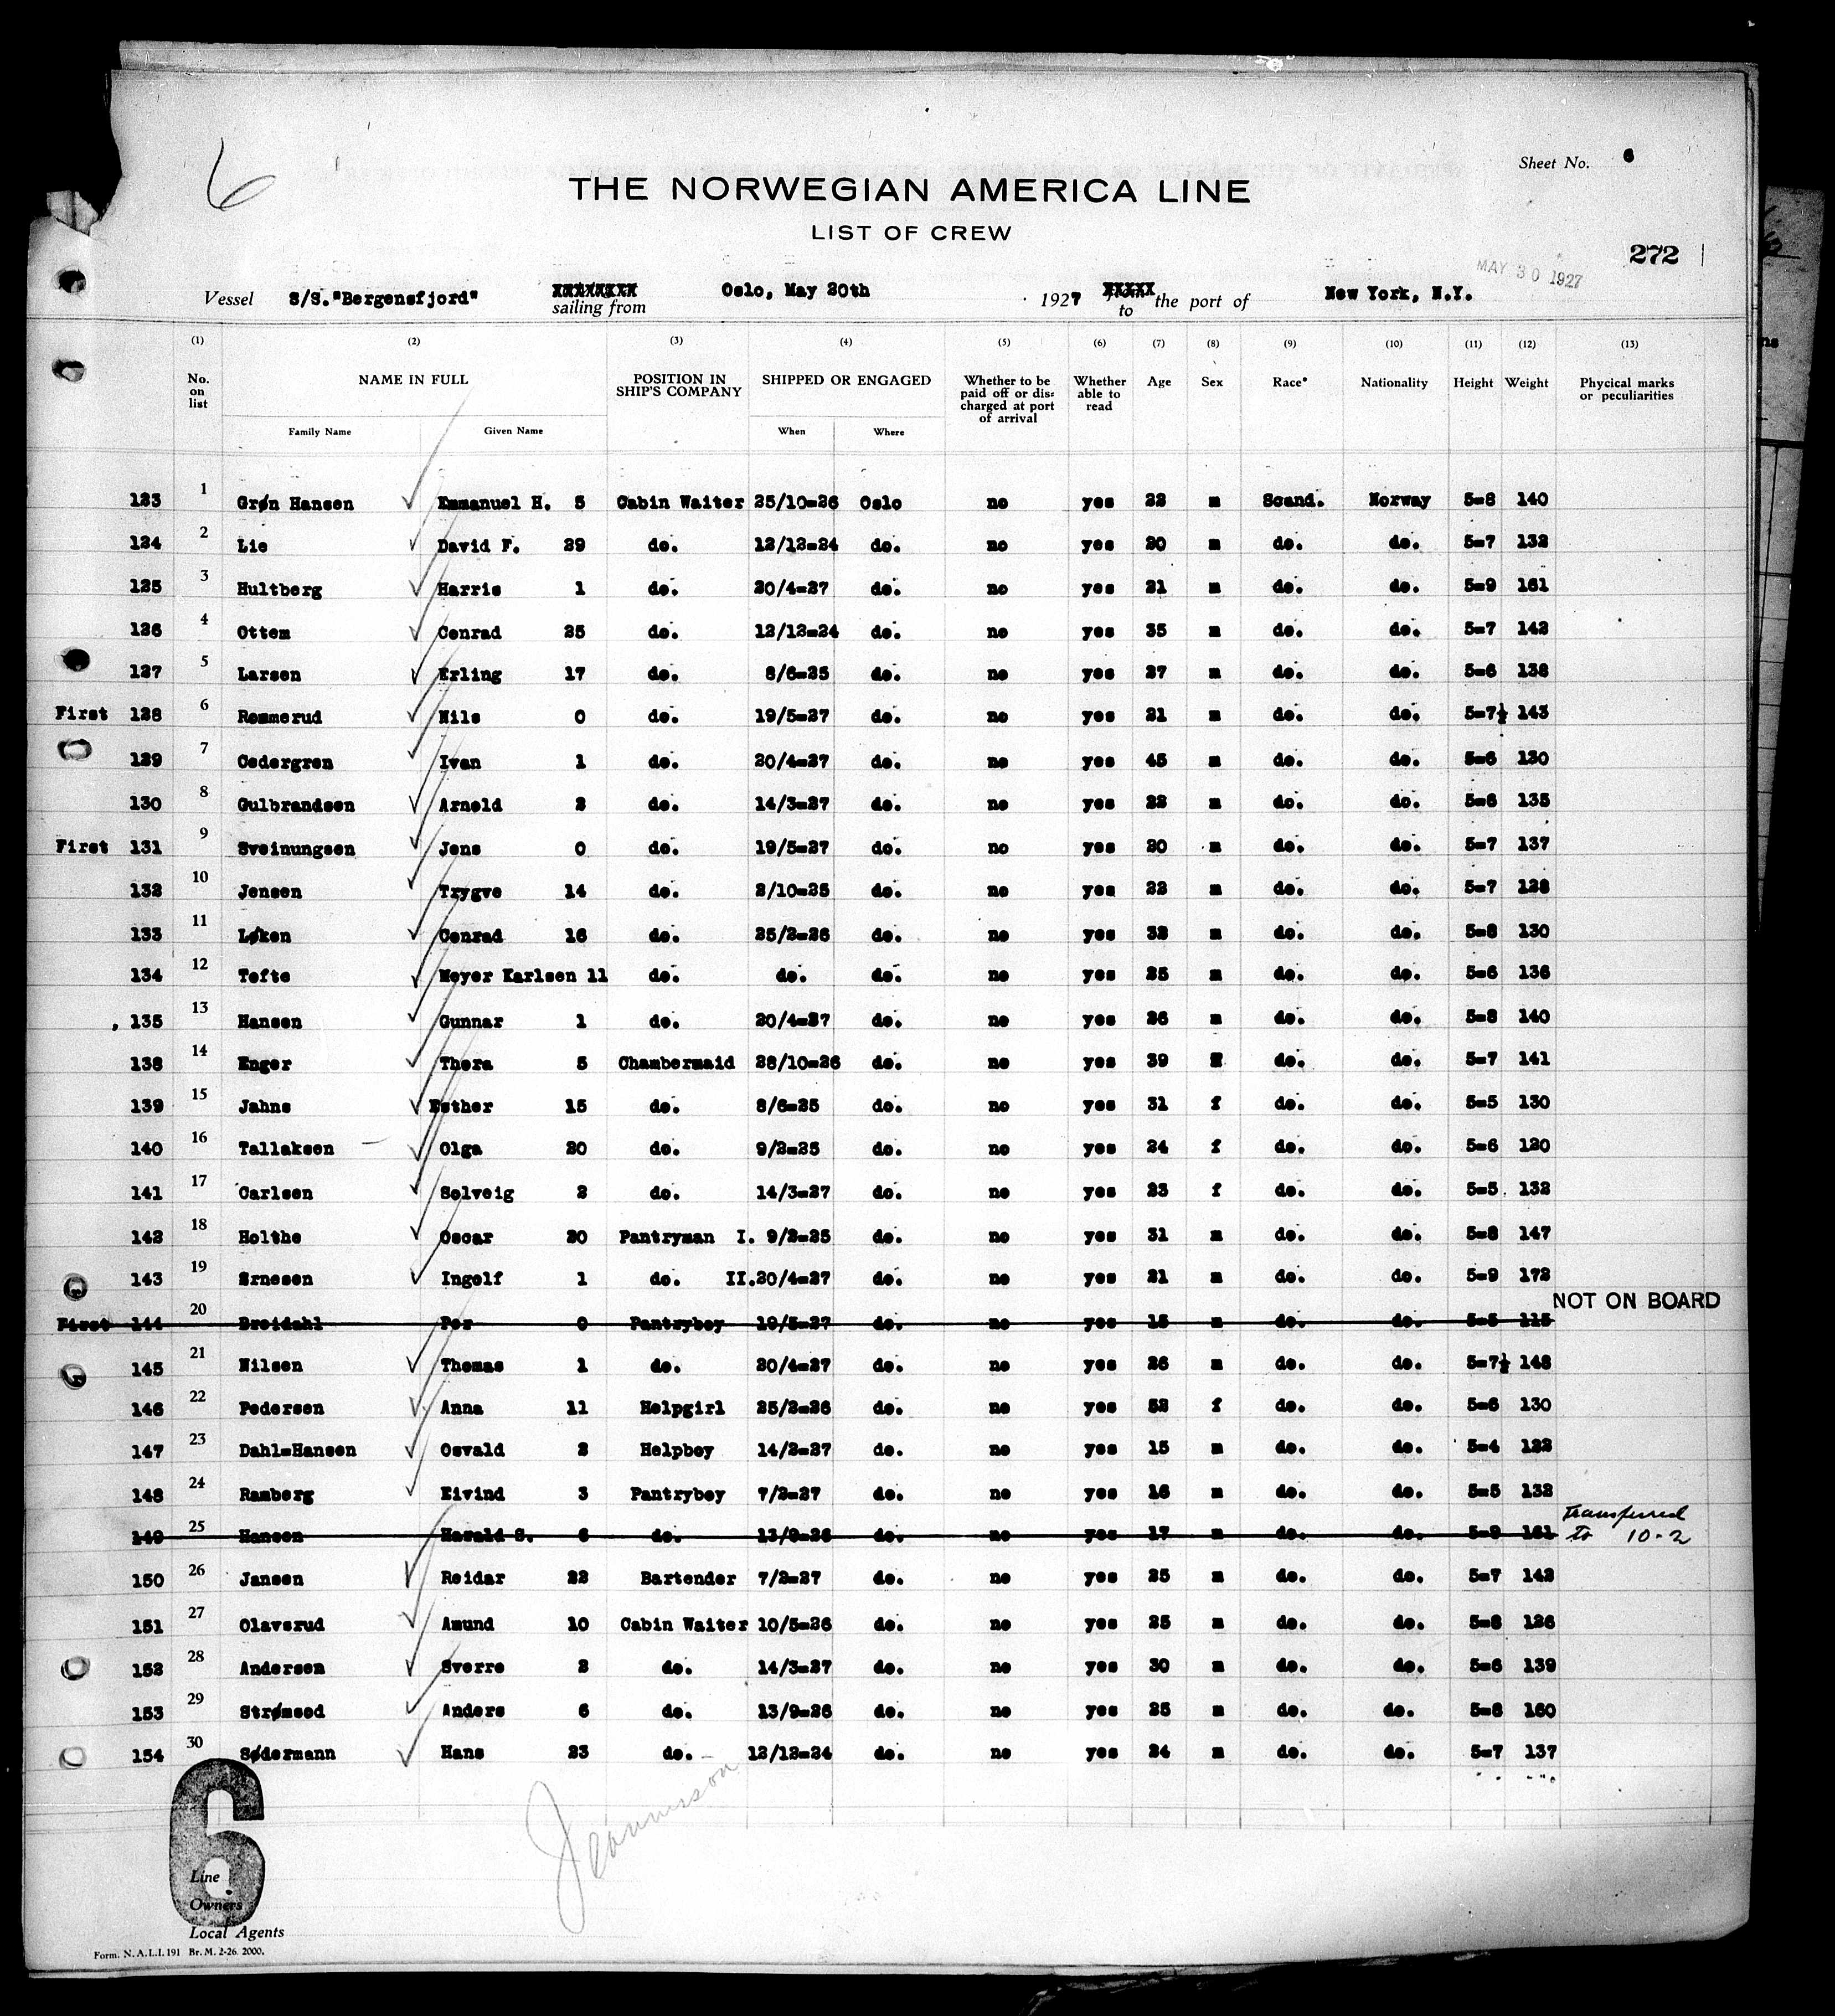 6
Sheet No. 6
THE NORWEGIAN AMERICA LINE
LIST OF CREW
272
MAY 30 1927
Vessel S/S."Bergensfjord" sailing from Oslo, May 20th 1927 to the port of New York, N.Y.
(1) (2) (3) (4) (5) (6) (7) (8) (9) (10) (11) (12) (13)
No. on list NAME IN FULL POSITION IN SHIP'S COMPANY SHIPPED OR ENGAGED Whether to be paid off or discharged at port of arrival Whether able to read Age Sex Race* Nationality Height Weight Phycical marks or peculiarities
Family Name Given Name When Where
123 1 Grøn Hansen Emmanuel H. 5 Cabin Waiter 25/10=26 Oslo no yes 22 m Scand. Norway 5=8 140
124 2 Lie David F. 29 do. 12/12=24 do. no yes 20 m do. do. 5=7 132
125 3 Hultberg Harris 1 do. 20/4=27 do. no yes 21 m do. do. 5=9 161
126 4 Ottem Conrad 25 do. 12/12=24 do. no yes 35 m do. do. 5=7 142
127 5 Larsen Erling 17 do. 8/6=25 do. no yes 27 m do. do. 5=6 138
First 128 6 Rømmerud Nils 0 do. 19/5=27 do. no yes 21 m do. do. 5=7½ 143
129 7 Cedergren Ivan 1 do. 20/4=27 do. no yes 45 m do. do. 5=6 130
130 8 Gulbrandsen Arnold 2 do. 14/3=27 do. no yes 22 m do. do. 5=6 135
First 131 9 Sveinungsen Jens 0 do. 19/5=27 do. no yes 20 m do. do. 5=7 137
132 10 Jensen Trygve 14 do. 2/10=25 do. no yes 22 m do. do. 5=7 128
133 11 Løken Conrad 16 do. 25/2=26 do. no yes 32 m do. do. 5=8 130
134 12 Tofte Meyer Karlsen 11 do. do. do. no yes 25 m do. do. 5=6 136
135 13 Hansen Gunnar 1 do. 20/4=27 do. no yes 26 m do. do. 5=8 140
138 14 Enger Thora 5 Chambermaid 28/10=26 do. no yes 39 do. do. 5=7 141
139 15 Jahns Esther 15 do. 8/6=25 do. no yes 31 f do. do. 5=5 130
140 16 Tallaksen Olga 20 do. 9/2=25 do. no yes 24 f do. do. 5=6 120
141 17 Carlsen Solveig 2 do. 14/3=27 do. no yes 23 f do. do. 5=5 132
142 18 Holthe Oscar 20 Pantryman I. 9/2=25 do. no yes 31 m do. do. 5=8 147
143 19 Ernesen Ingolf 1 do. II. 20/4=27 do. no yes 21 m do. do. 5=9 172
First 144 20 Breidahl Per 0 Pantryboy 19/5=27 do. no yes 15 m do. do. 5=5 115 NOT ON BOARD
145 21 Nilsen Thomas 1 do. 20/4=27 do. no yes 26 m do. do. 5=7½ 148
146 22 Pedersen Anna 11 Helpgirl 25/2=26 do. no yes 52 f do. do. 5=6 130
147 23 Dahl=Hansen Osvald 2 Helpboy 14/2=27 do. no yes 15 m do. do. 5=4 122
148 24 Ramberg Eivind 3 Pantryboy 7/2=27 do. no yes 16 m do. do. 5=5 132
149 25 Hansen Harald S. 6 do. 13/9=26 do. no yes 17 m do. do. 5=9 161 transferred to 10-2
150 26 Jansen Reidar 22 Bartender 7/2=27 do. no yes 25 m do. do. 5=7 142
151 27 Olavsrud Amund 10 Cabin Waiter 10/5=26 do. no yes 25 m do. do. 5=8 126
152 28 Andersen Sverre 2 do. 14/3=27 do. no yes 30 m do. do. 5=6 139
153 29 Strømsod Anders 6 do. 13/9=26 do. no yes 25 m do. do. 5=8 160
154 30 Sødermann Hans 23 do. 12/12=24 do. no yes 24 m do. do. 5=7 137
6
Line
Owners
Local Agents
Form. N.A.L.I.191 Br. M. 2-26. 2000.